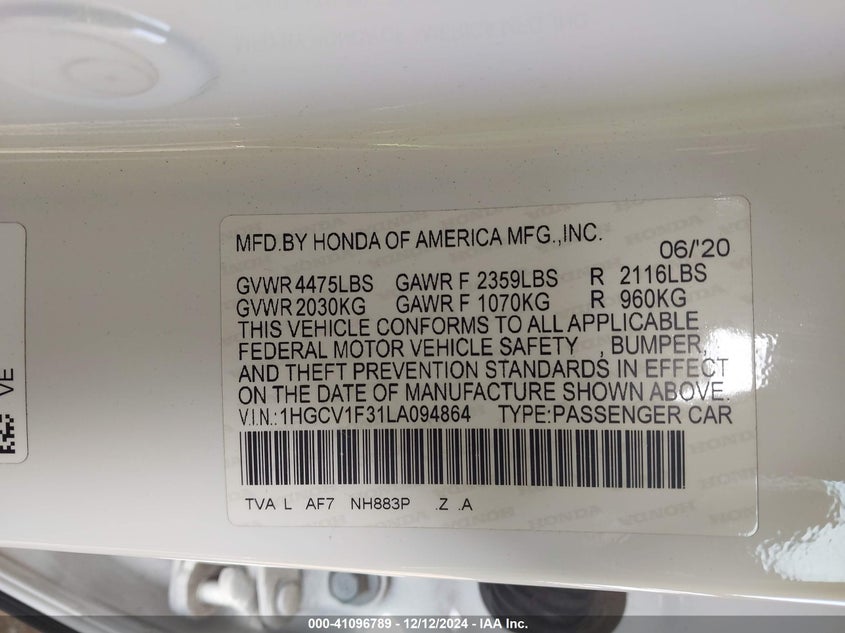 MFD.BY HONDA OF AMERICA MFG.,INC.
06/'20
GVWR 4475LBS GAWR F 2359LBS R 2116LBS
GVWR 2030KG GAWR F 1070KG R 960KG
THIS VEHICLE CONFORMS TO ALL APPLICABLE
FEDERAL MOTOR VEHICLE SAFETY , BUMPER,
AND THEFT PREVENTION STANDARDS IN EFFECT
ON THE DATE OF MANUFACTURE SHOWN ABOVE.
V.I.N.:1HGCV1F31LA094864 TYPE:PASSENGER CAR
TVA L AF7 NH883P .Z .A
VE
000-41096789 - 12/12/2024 - IAA Inc.